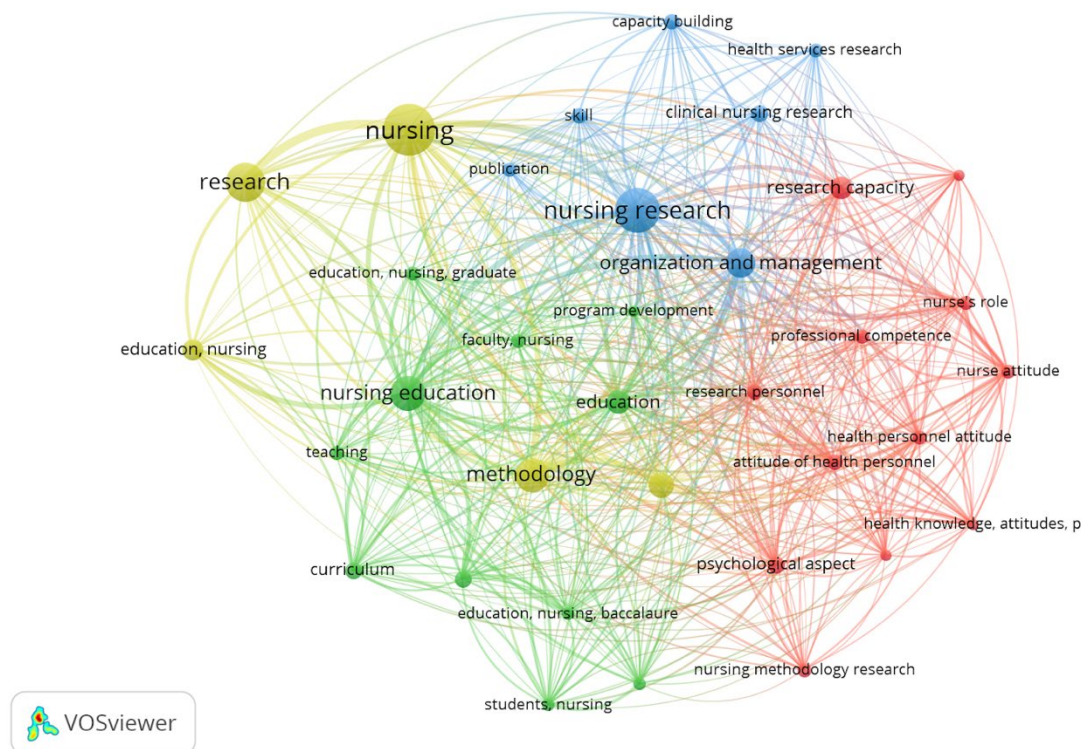 capacity building
health services research
skill
clinical nursing research
nursing
publication
research
research capacity
nursing research
organization and management
education, nursing, graduate
program development
nurse's role
professional competence
faculty, nursing
education, nursing
nurse attitude
nursing education
education
research personnel
health personnel attitude
teaching
attitude of health personnel
methodology
health knowledge, attitudes, p
psychological aspect
curriculum
education, nursing, baccalaure
nursing methodology research
students, nursing
VOSviewer